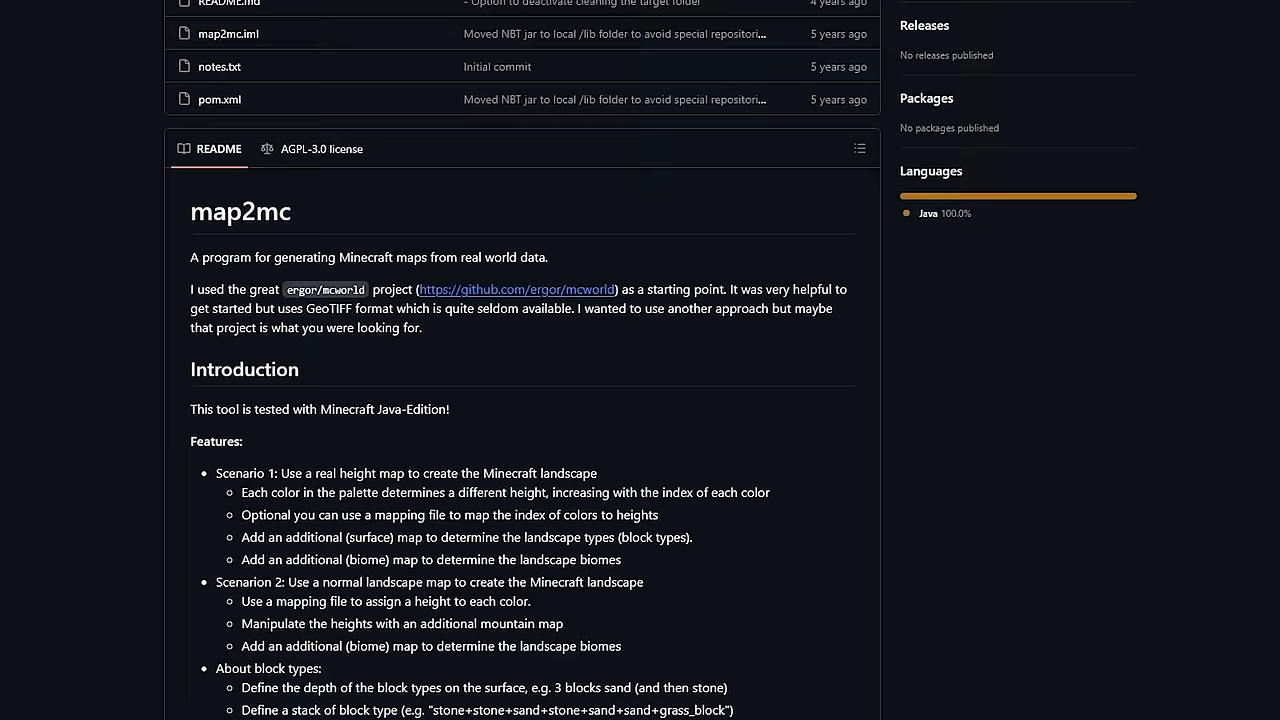 README.md - Option to deactivate cleaning the target folder 4 years ago
map2mc.iml Moved NBT jar to local /lib folder to avoid special repositori... 5 years ago
notes.txt Initial commit 5 years ago
pom.xml Moved NBT jar to local /lib folder to avoid special repositori... 5 years ago
README AGPL-3.0 license
map2mc
A program for generating Minecraft maps from real world data.
I used the great ergor/mcworld project (https://github.com/ergor/mcworld) as a starting point. It was very helpful to
get started but uses GeoTIFF format which is quite seldom available. I wanted to use another approach but maybe
that project is what you were looking for.
Introduction
This tool is tested with Minecraft Java-Edition!
Features:
• Scenario 1: Use a real height map to create the Minecraft landscape
◦ Each color in the palette determines a different height, increasing with the index of each color
◦ Optional you can use a mapping file to map the index of colors to heights
◦ Add an additional (surface) map to determine the landscape types (block types).
◦ Add an additional (biome) map to determine the landscape biomes
• Scenarion 2: Use a normal landscape map to create the Minecraft landscape
◦ Use a mapping file to assign a height to each color.
◦ Manipulate the heights with an additional mountain map
◦ Add an additional (biome) map to determine the landscape biomes
• About block types:
◦ Define the depth of the block types on the surface, e.g. 3 blocks sand (and then stone)
◦ Define a stack of block type (e.g. "stone+stone+sand+stone+sand+sand+grass_block")
Releases
No releases published
Packages
No packages published
Languages
Java 100.0%